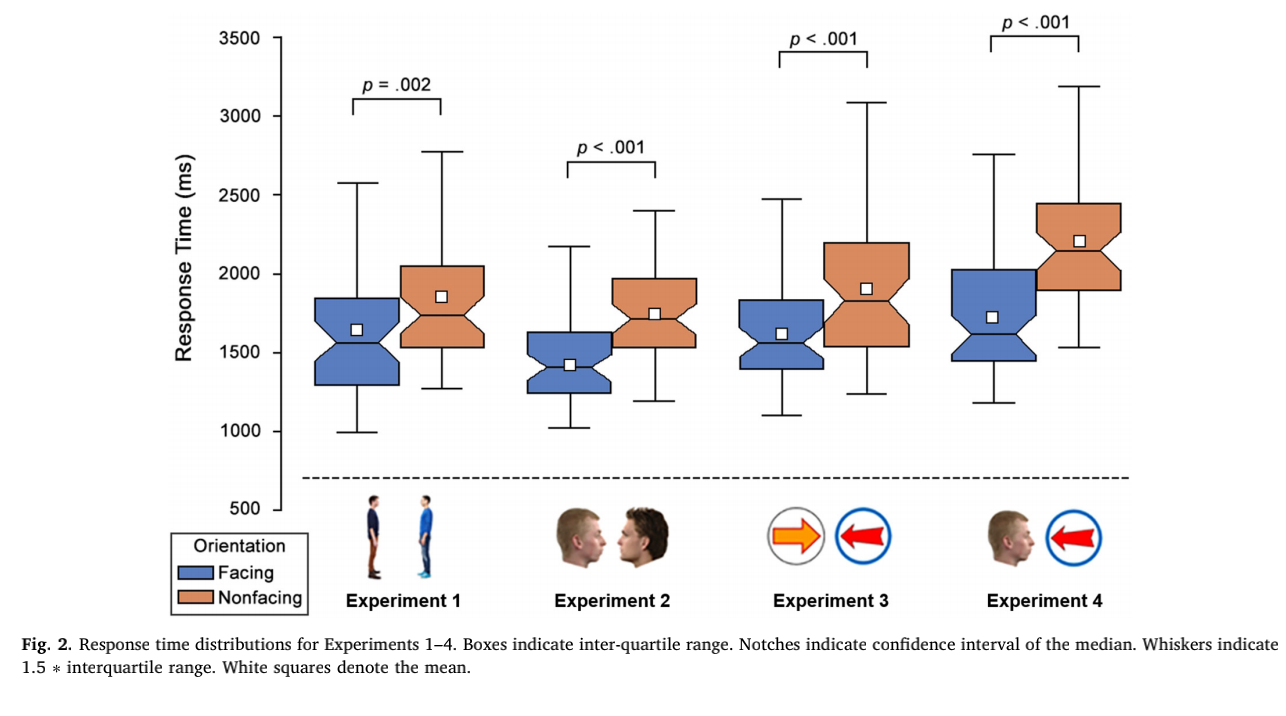 p < .001
p < .001
p = .002
p < .001
3500
3000
2500
2000
1500
1000
500
Response Time (ms)
Orientation
Facing
Nonfacing
Experiment 1
Experiment 2
Experiment 3
Experiment 4
Fig. 2. Response time distributions for Experiments 1–4. Boxes indicate inter-quartile range. Notches indicate confidence interval of the median. Whiskers indicate
1.5 ∗ interquartile range. White squares denote the mean.